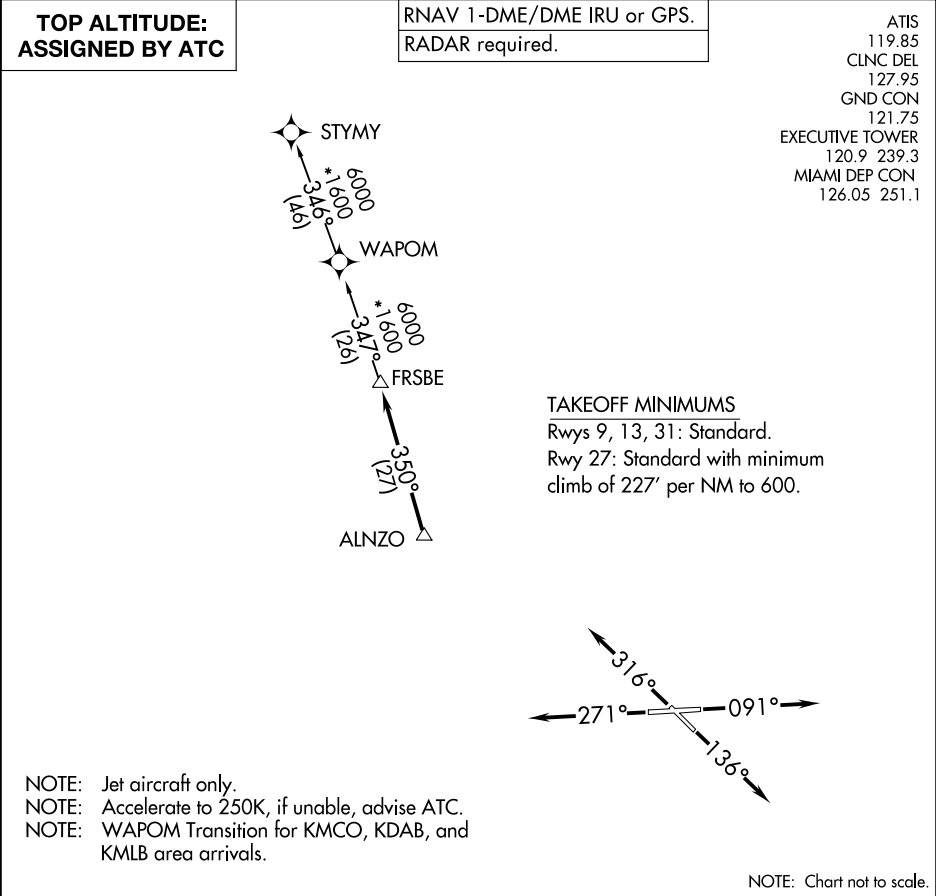 TOP ALTITUDE:
ASSIGNED BY ATC
RNAV 1-DME/DME IRU or GPS.
RADAR required.
ATIS
119.85
CLNC DEL
127.95
GND CON
121.75
EXECUTIVE TOWER
120.9 239.3
MIAMI DEP CON
126.05 251.1
STYMY
6000
*1600
346°
(46)
WAPOM
6000
*1600
347°
(26)
FRSBE
350°
(27)
ALNZO
TAKEOFF MINIMUMS
Rwys 9, 13, 31: Standard.
Rwy 27: Standard with minimum
climb of 227' per NM to 600.
316°
271°
091°
136°
NOTE: Jet aircraft only.
NOTE: Accelerate to 250K, if unable, advise ATC.
NOTE: WAPOM Transition for KMCO, KDAB, and
KMLB area arrivals.
NOTE: Chart not to scale.